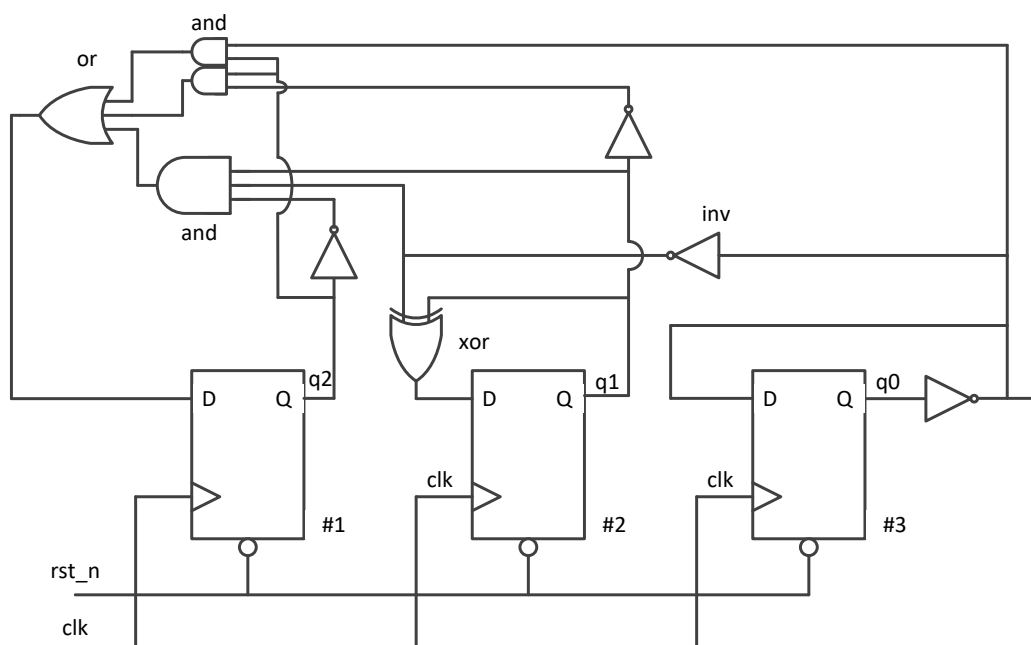 and
or
and
inv
xor
q2
q1
q0
D Q
D Q
D Q
clk
clk
#1
#2
#3
rst_n
clk